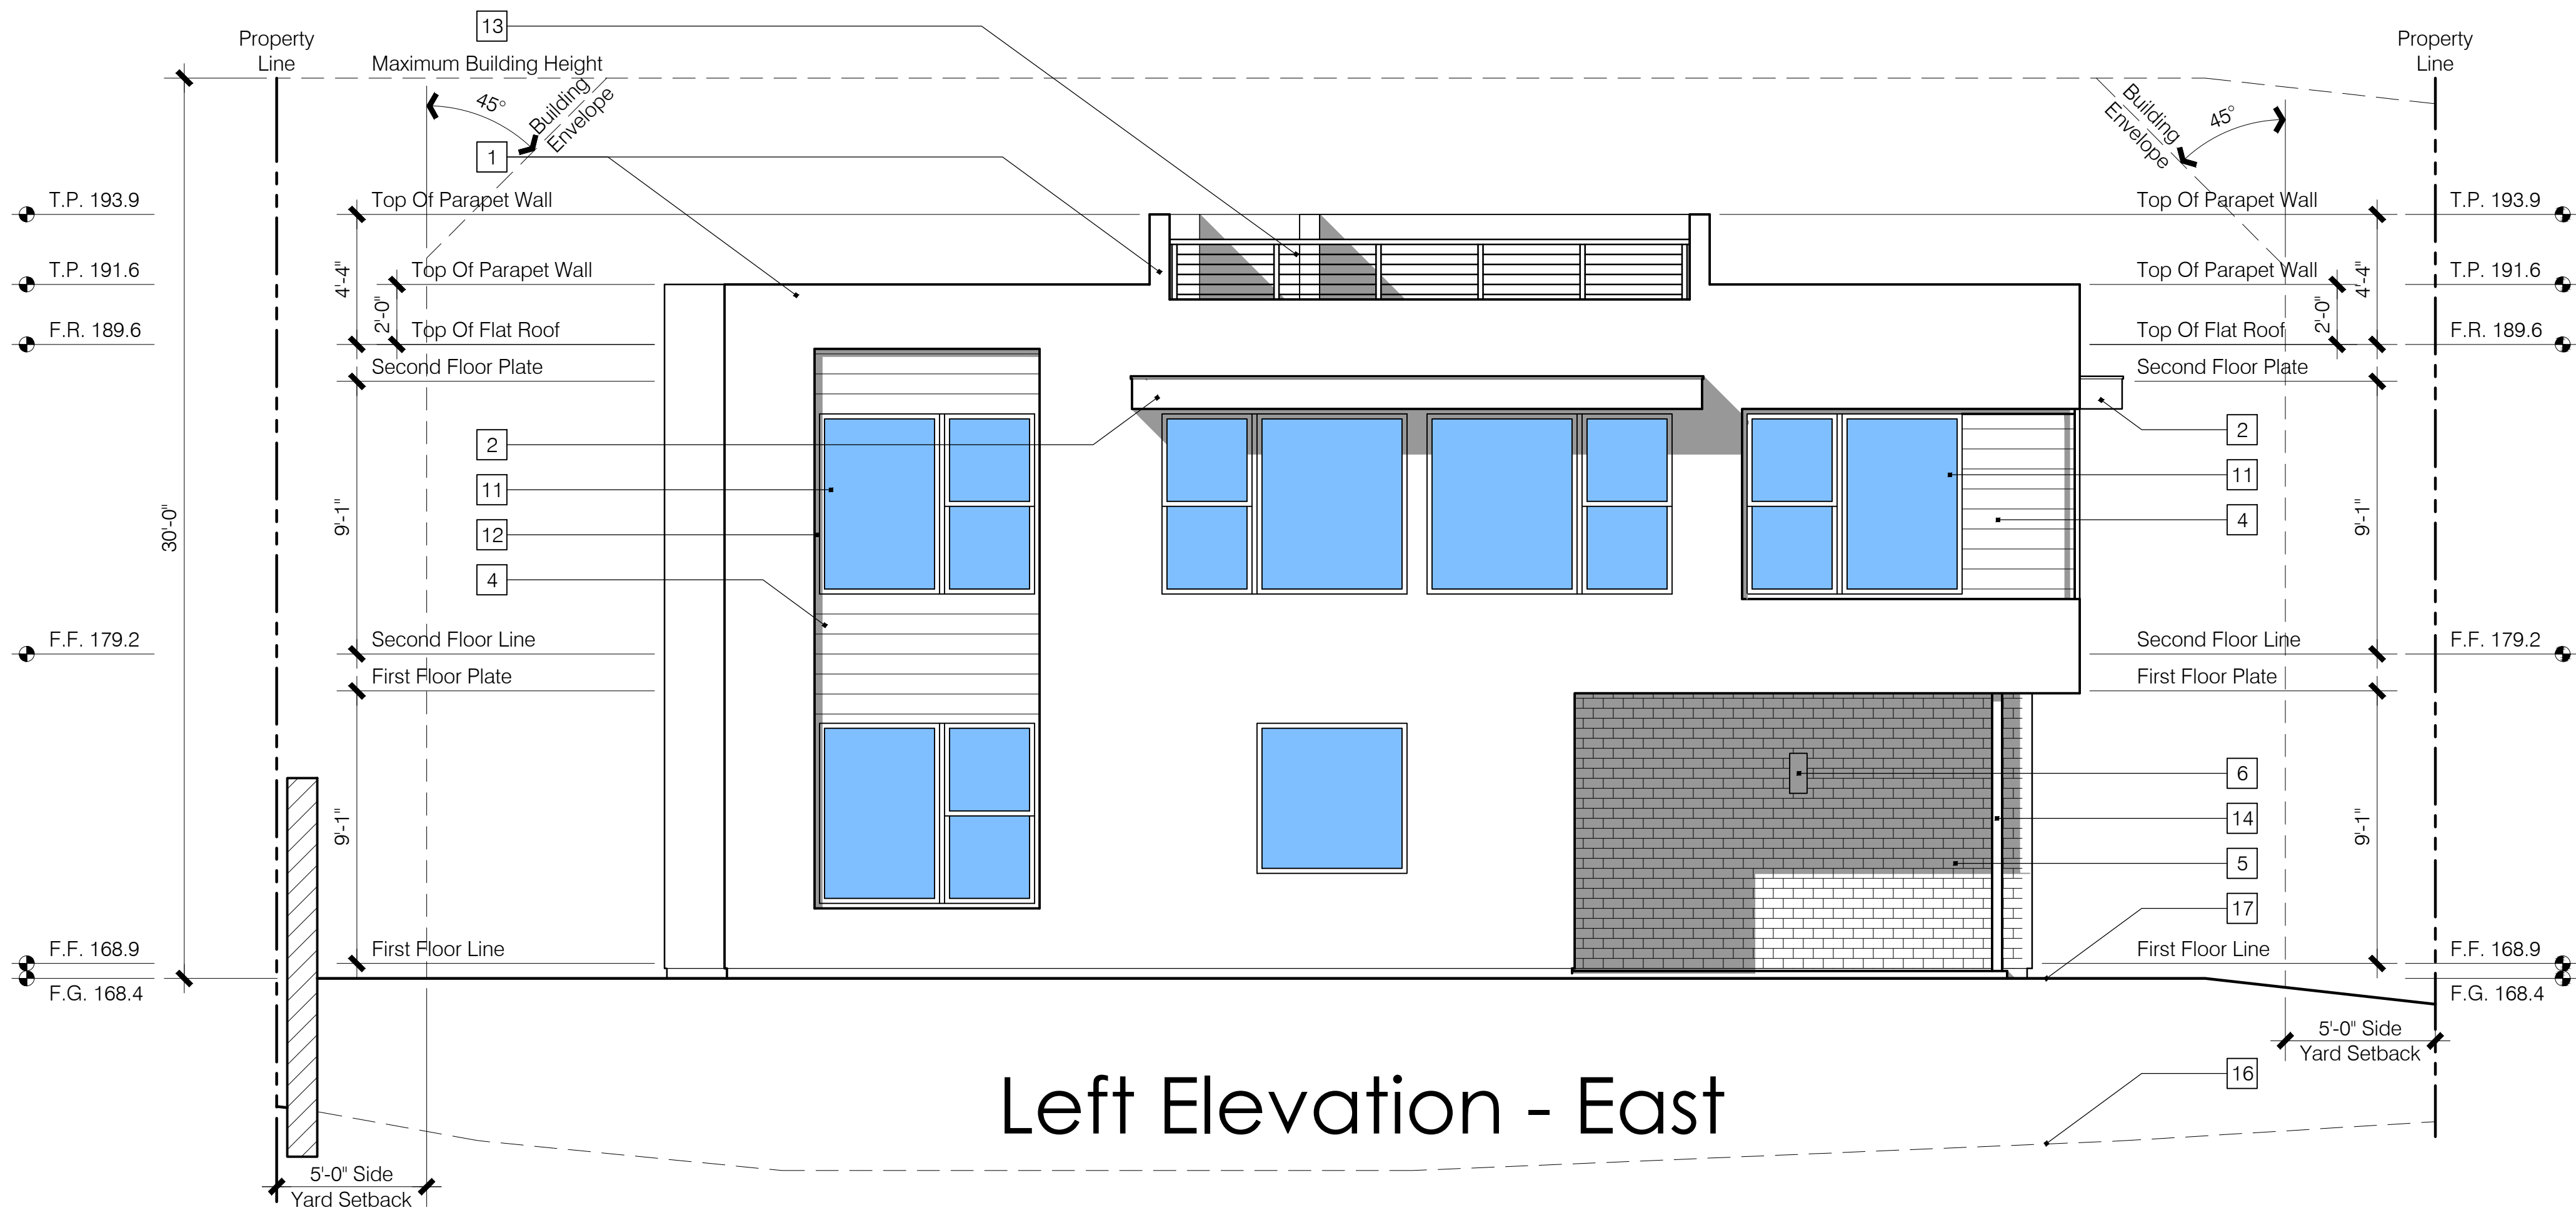 13
Property
Line
Maximum Building Height
45°
Building
Envelope
Property
Line
Building
Envelope
45°
1
T.P. 193.9
Top Of Parapet Wall
Top Of Parapet Wall
T.P. 193.9
T.P. 191.6
4'-4"
Top Of Parapet Wall
Top Of Parapet Wall
4'-4"
T.P. 191.6
F.R. 189.6
2'-0"
Top Of Flat Roof
Top Of Flat Roof
2'-0"
F.R. 189.6
Second Floor Plate
Second Floor Plate
2
2
11
11
30'-0"
9'-1"
12
4
9'-1"
4
F.F. 179.2
Second Floor Line
Second Floor Line
F.F. 179.2
First Floor Plate
First Floor Plate
6
9'-1"
14
9'-1"
5
17
F.F. 168.9
First Floor Line
First Floor Line
F.F. 168.9
F.G. 168.4
F.G. 168.4
5'-0" Side
Yard Setback
16
Left Elevation - East
5'-0" Side
Yard Setback